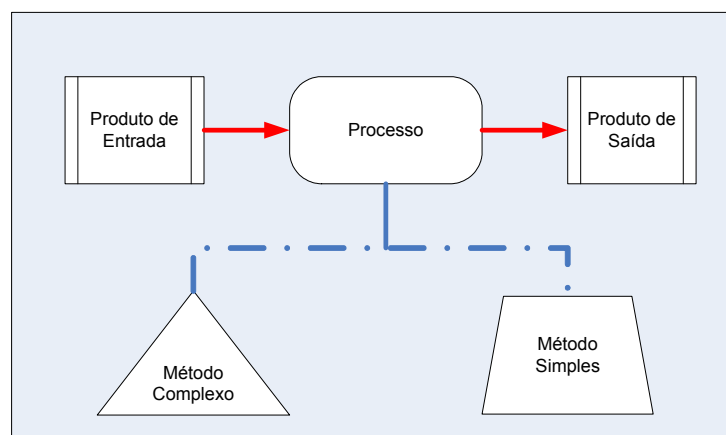 Produto de
Entrada
Processo
Produto de
Saída
Método
Complexo
Método
Simples